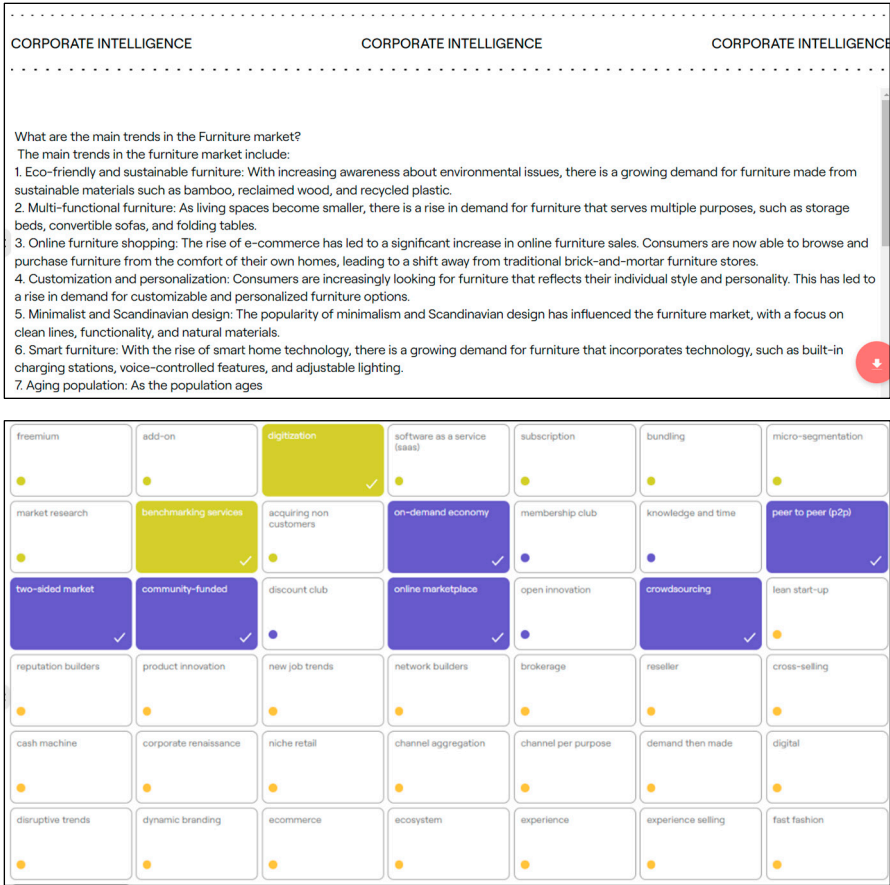 CORPORATE INTELLIGENCE CORPORATE INTELLIGENCE CORPORATE INTELLIGENCE
What are the main trends in the Furniture market?
The main trends in the furniture market include:
1. Eco-friendly and sustainable furniture: With increasing awareness about environmental issues, there is a growing demand for furniture made from
sustainable materials such as bamboo, reclaimed wood, and recycled plastic.
2. Multi-functional furniture: As living spaces become smaller, there is a rise in demand for furniture that serves multiple purposes, such as storage
beds, convertible sofas, and folding tables.
3. Online furniture shopping: The rise of e-commerce has led to a significant increase in online furniture sales. Consumers are now able to browse and
purchase furniture from the comfort of their own homes, leading to a shift away from traditional brick-and-mortar furniture stores.
4. Customization and personalization: Consumers are increasingly looking for furniture that reflects their individual style and personality. This has led to
a rise in demand for customizable and personalized furniture options.
5. Minimalist and Scandinavian design: The popularity of minimalism and Scandinavian design has influenced the furniture market, with a focus on
clean lines, functionality, and natural materials.
6. Smart furniture: With the rise of smart home technology, there is a growing demand for furniture that incorporates technology, such as built-in
charging stations, voice-controlled features, and adjustable lighting.
7. Aging population: As the population ages
freemium
add-on
digitization
software as a service
(saas)
subscription
bundling
micro-segmentation
market research
benchmarking services
acquiring non
customers
on-demand economy
membership club
knowledge and time
peer to peer (p2p)
two-sided market
community-funded
discount club
online marketplace
open innovation
crowdsourcing
lean start-up
reputation builders
product innovation
new job trends
network builders
brokerage
reseller
cross-selling
cash machine
corporate renaissance
niche retail
channel aggregation
channel per purpose
demand then made
digital
disruptive trends
dynamic branding
ecommerce
ecosystem
experience
experience selling
fast fashion